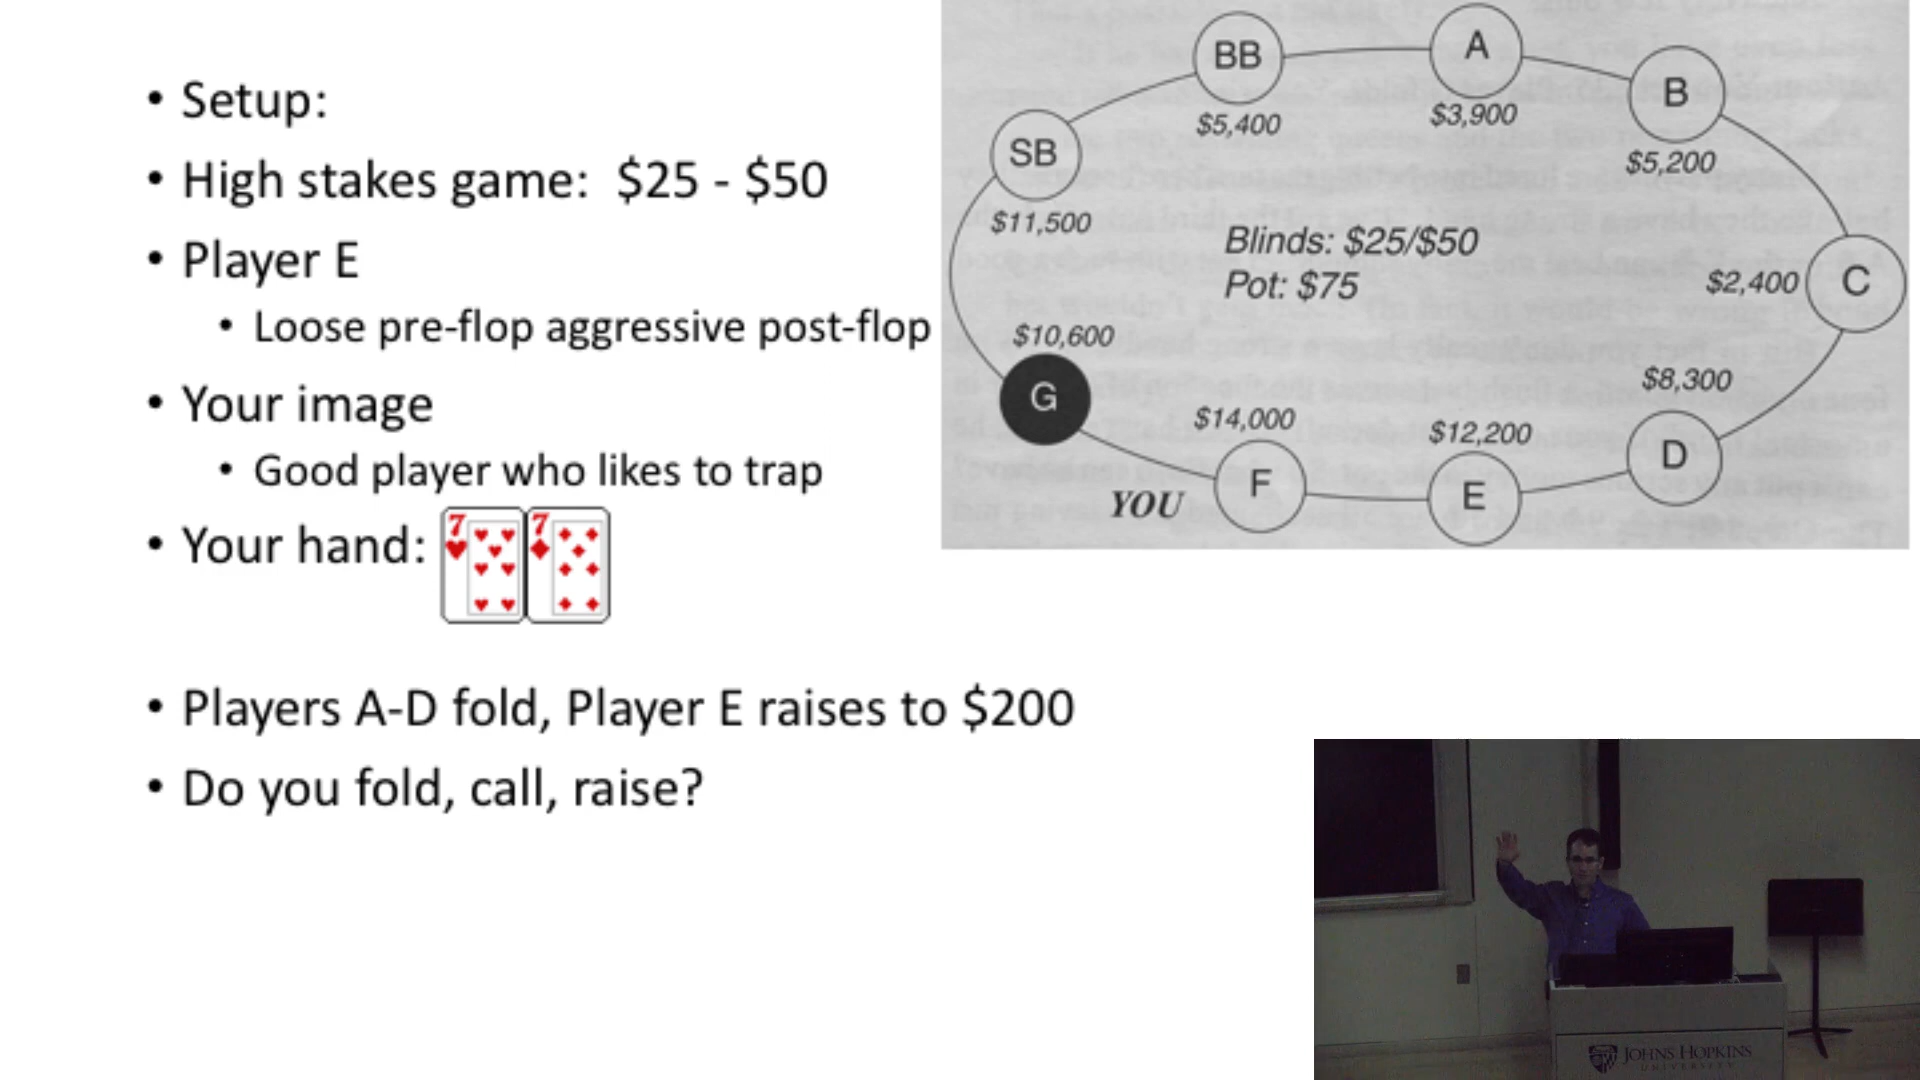 • Setup:
• High stakes game: $25 - $50
• Player E
• Loose pre-flop aggressive post-flop
• Your image
• Good player who likes to trap
• Your hand:
7 7
• Players A-D fold, Player E raises to $200
• Do you fold, call, raise?
BB
$5,400
A
$3,900
B
$5,200
SB
$11,500
Blinds: $25/$50
Pot: $75
C
$2,400
$10,600
G
$8,300
D
$14,000
F
YOU
$12,200
E
JOHNS HOPKINS
UNIVERSITY